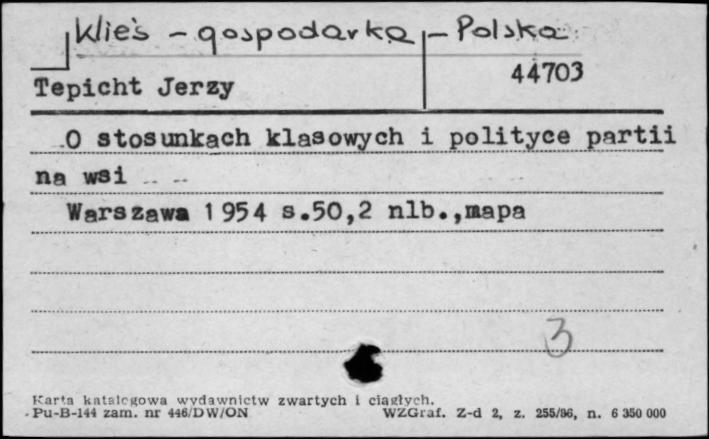 Wieś - gospodarka - Polska
Tepicht Jerzy
44703
O stosunkach klasowych i polityce partii
na wsi
Warszawa 1954 s.50,2 nlb.,mapa
3
Karta katalogowa wydawnictw zwartych i ciągłych.
Pu-B-144 zam. nr 446/DW/ON
WZGraf. Z-d 2, z. 255/86, n. 6 350 000